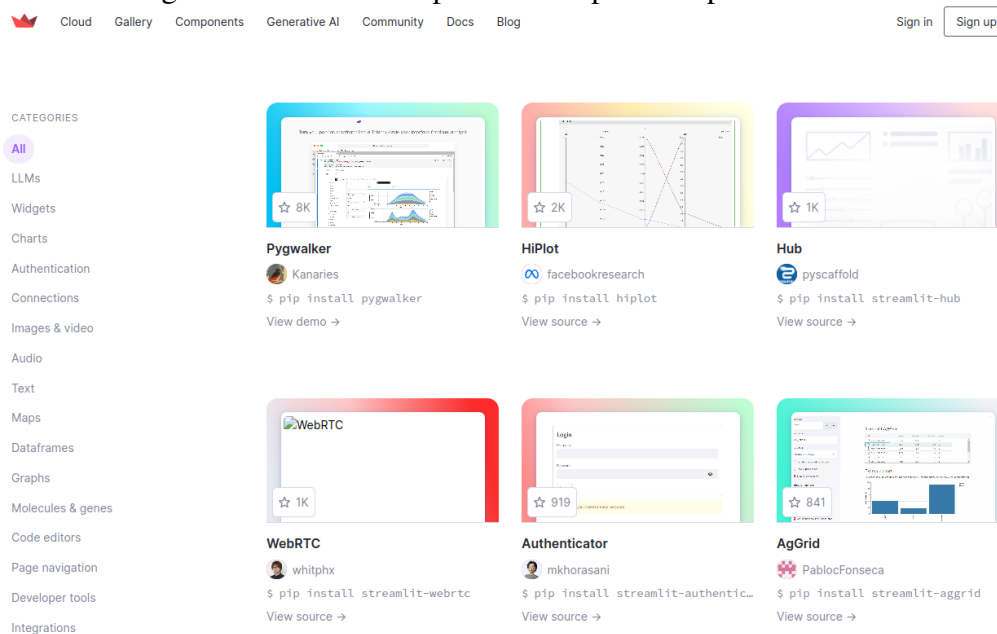 Cloud Gallery Components Generative AI Community Docs Blog Sign in Sign up
CATEGORIES
All
LLMs
Widgets
Charts
Authentication
Connections
Images & video
Audio
Text
Maps
Dataframes
Graphs
Molecules & genes
Code editors
Page navigation
Developer tools
Integrations
8K
Pygwalker
Kanaries
$ pip install pygwalker
View demo →
2K
HiPlot
facebookresearch
$ pip install hiplot
View source →
1K
Hub
pyscaffold
$ pip install streamlit-hub
View source →
WebRTC
1K
WebRTC
whitphx
$ pip install streamlit-webrtc
View source →
Login
919
Authenticator
mkhorasani
$ pip install streamlit-authentic…
View source →
841
AgGrid
PablocFonseca
$ pip install streamlit-aggrid
View source →